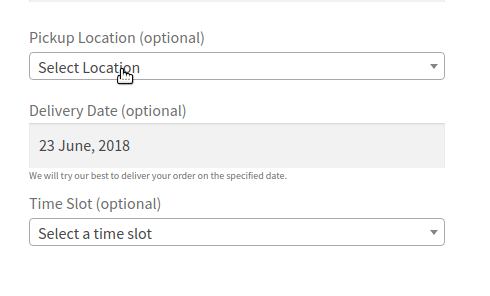 Pickup Location (optional)
Select Location
Delivery Date (optional)
23 June, 2018
We will try our best to deliver your order on the specified date.
Time Slot (optional)
Select a time slot